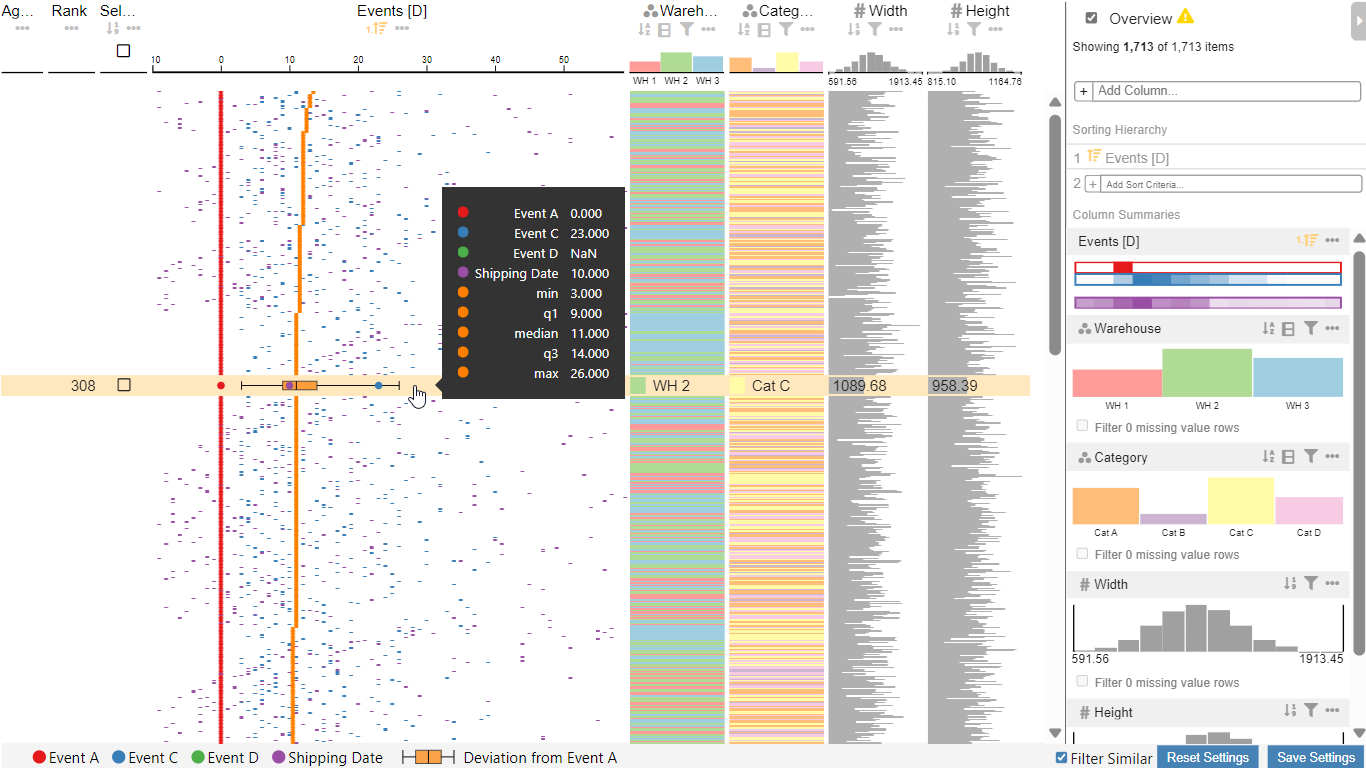 Ag...
Rank
Sel...
Events [D]
Wareh...
Categ...
Width
Height
10 0 10 20 30 40 50
WH 1 WH 2 WH 3
591.56 1913.45
815.10 1164.76
Event A 0.000
Event C 23.000
Event D NaN
Shipping Date 10.000
min 3.000
q1 9.000
median 11.000
q3 14.000
max 26.000
308 WH 2 Cat C 1089.68 958.39
Event A Event C Event D Shipping Date Deviation from Event A
Overview
Showing 1,713 of 1,713 items
+ Add Column...
Sorting Hierarchy
1 Events [D]
2 + Add Sort Criteria...
Column Summaries
Events [D]
Warehouse
WH 1 WH 2 WH 3
Filter 0 missing value rows
Category
Cat A Cat B Cat C Cat D
Filter 0 missing value rows
# Width
591.56 1913.45
Filter 0 missing value rows
# Height
Filter Similar Reset Settings Save Settings